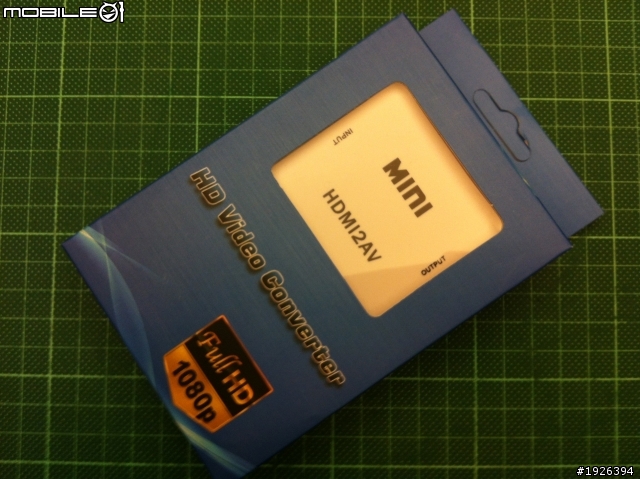 MOBILE01
INPUT
MINI
HDMI2AV
OUTPUT
HD Video Converter
Full HD
1080p
#1926394